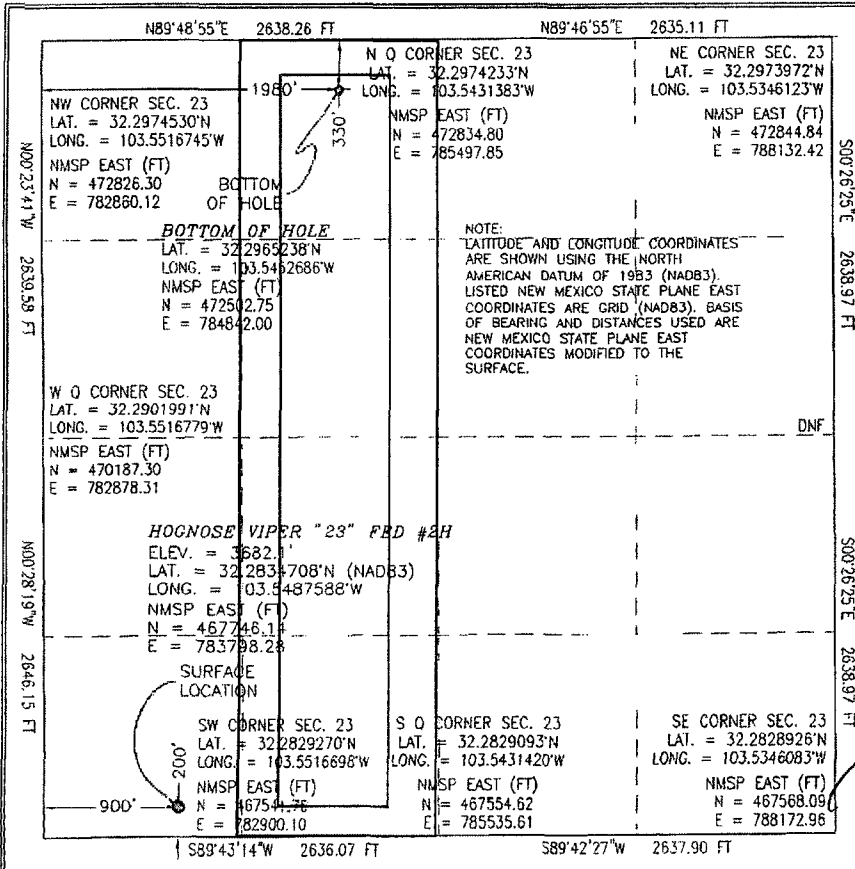 N89°48'55"E 2638.26 FT
N89°46'55"E 2635.11 FT
N Q CORNER SEC. 23
LAT. = 32.2974233'N
LONG. = 103.5431383'W
NMSP EAST (FT)
N = 472834.80
E = 785497.85
NE CORNER SEC. 23
LAT. = 32.2973972'N
LONG. = 103.5346123'W
NMSP EAST (FT)
N = 472844.84
E = 788132.42
1980'
330'
NW CORNER SEC. 23
LAT. = 32.2974530'N
LONG. = 103.5516745'W
NMSP EAST (FT)
N = 472826.30
E = 782860.12
BOTTOM
OF HOLE
N00°23'41"W 2639.58 FT
S00°26'25"E 2638.97 FT
BOTTOM OF HOLE
LAT. = 32.2965238'N
LONG. = 103.5452686'W
NMSP EAST (FT)
N = 472502.75
E = 784842.00
NOTE:
LATITUDE AND LONGITUDE COORDINATES
ARE SHOWN USING THE NORTH
AMERICAN DATUM OF 1983 (NAD83).
LISTED NEW MEXICO STATE PLANE EAST
COORDINATES ARE GRID (NAD83). BASIS
OF BEARING AND DISTANCES USED ARE
NEW MEXICO STATE PLANE EAST
COORDINATES MODIFIED TO THE
SURFACE.
W Q CORNER SEC. 23
LAT. = 32.2901991'N
LONG. = 103.5516779'W
NMSP EAST (FT)
N = 470187.30
E = 782878.31
DNF
HOGNOSE VIPER "23" FED #2H
ELEV. = 3682.1'
LAT. = 32.2834708'N (NAD83)
LONG. = 103.5487588'W
NMSP EAST (FT)
N = 467746.14
E = 783798.28
N00°28'19"W 2646.15 FT
S00°26'25"E 2638.97 FT
SURFACE
LOCATION
SW CORNER SEC. 23
LAT. = 32.2829270'N
LONG. = 103.5516698'W
NMSP EAST (FT)
N = 467541.76
E = 782900.10
S Q CORNER SEC. 23
LAT. = 32.2829093'N
LONG. = 103.5431420'W
NMSP EAST (FT)
N = 467554.62
E = 785535.61
SE CORNER SEC. 23
LAT. = 32.2828926'N
LONG. = 103.5346083'W
NMSP EAST (FT)
N = 467568.09
E = 788172.96
200'
900'
S89°43'14"W 2636.07 FT
S89°42'27"W 2637.90 FT